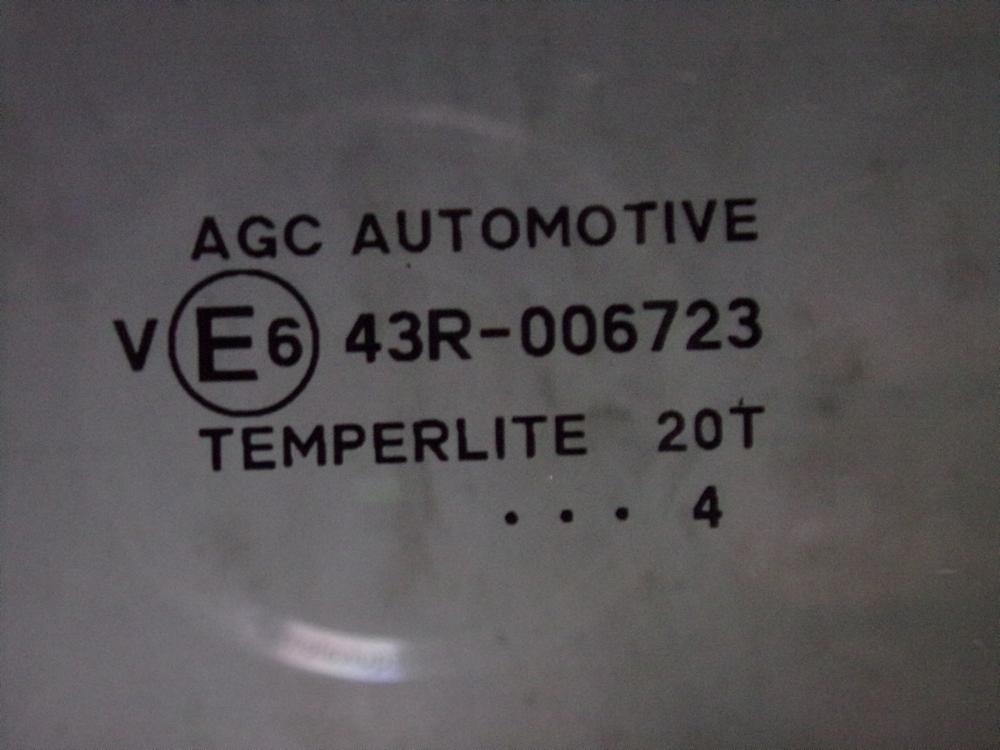 AGC AUTOMOTIVE
V E6 43R-006723
TEMPERLITE 20T
. . . 4